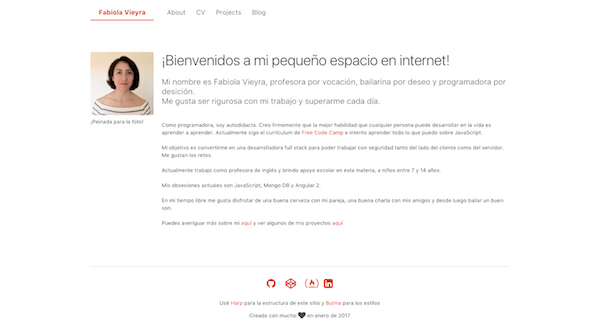 Fabiola Vieyra About CV Projects Blog
¡Bienvenidos a mi pequeño espacio en internet!
Mi nombre es Fabiola Vieyra, profesora por vocación, bailarina por deseo y programadora por
desición.
Me gusta ser rigurosa con mi trabajo y superarme cada día.
¡Peinada para la foto!
Como programadora, soy autodidacta. Creo firmemente que la mejor habilidad que cualquier persona puede desarrollar en la vida es
aprender a aprender. Actualmente sigo el currículum de Free Code Camp e intento aprender todo lo que puedo sobre JavaScript.
Mi objetivo es convertirme en una desarrolladora full stack para poder trabajar con seguridad tanto del lado del cliente como del servidor.
Me gustan los retos.
Actualmente trabajo como profesora de inglés y brindo apoyo escolar en esta materia, a niños entre 7 y 14 años.
Mis obsesiones actuales son JavaScript, Mongo DB y Angular 2.
En mi tiempo libre me gusta disfrutar de una buena cerveza con mi pareja, una buena charla con mis amigos y desde luego bailar un buen
son.
Puedes averiguar más sobre mi aquí y ver algunos de mis proyectos aquí
Usé Harp para la estructura de este sitio y Bulma para los estilos
Creado con mucho en enero de 2017